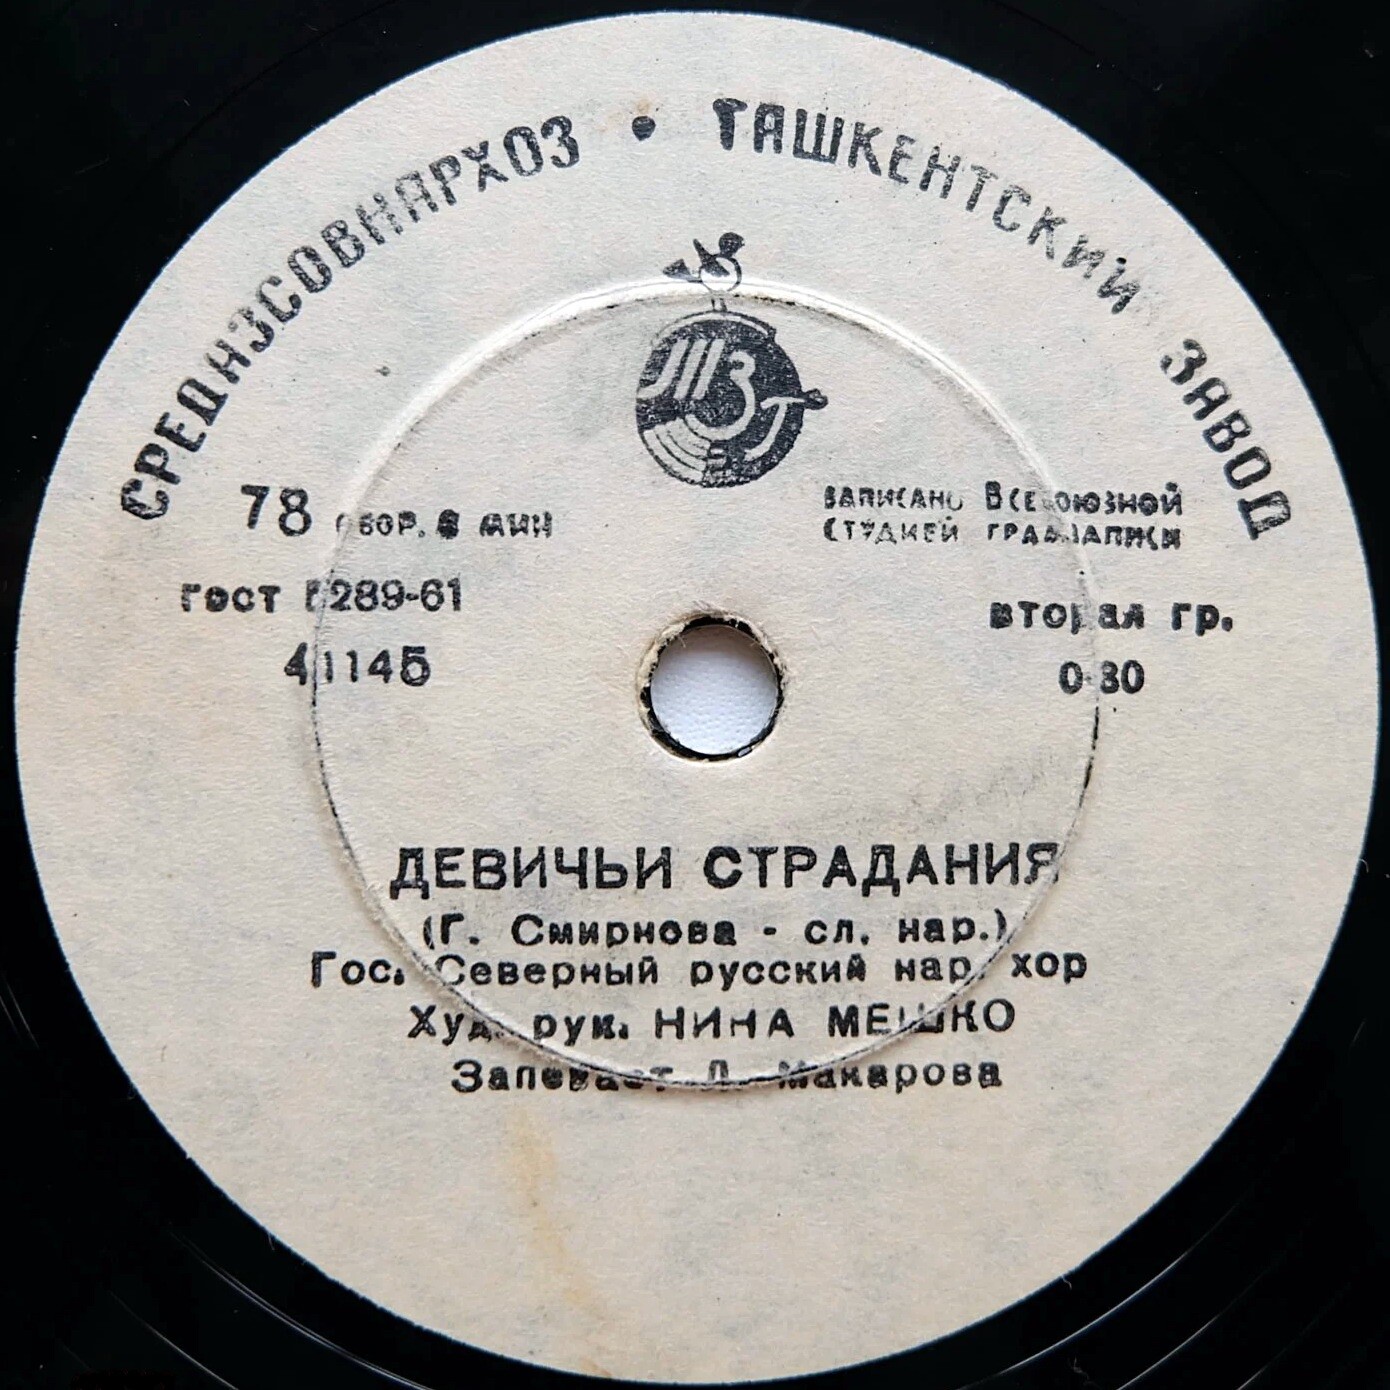 СРЕДАЗСОВНАРХОЗ • ТАШКЕНТСКИЙ ЗАВОД
ТЗ
78 ОБОР. В МИН
ЗАПИСАНО ВСЕСОЮЗНОЙ
СТУДИЕЙ ГРАМЗАПИСИ
гост 5289-61
вторая гр.
41145
0-80
ДЕВИЧЬИ СТРАДАНИЯ
(Г. Смирнова - сл. нар.)
Гос. Северный русский нар. хор
Худ. рук. НИНА МЕШКО
Запевает Макарова